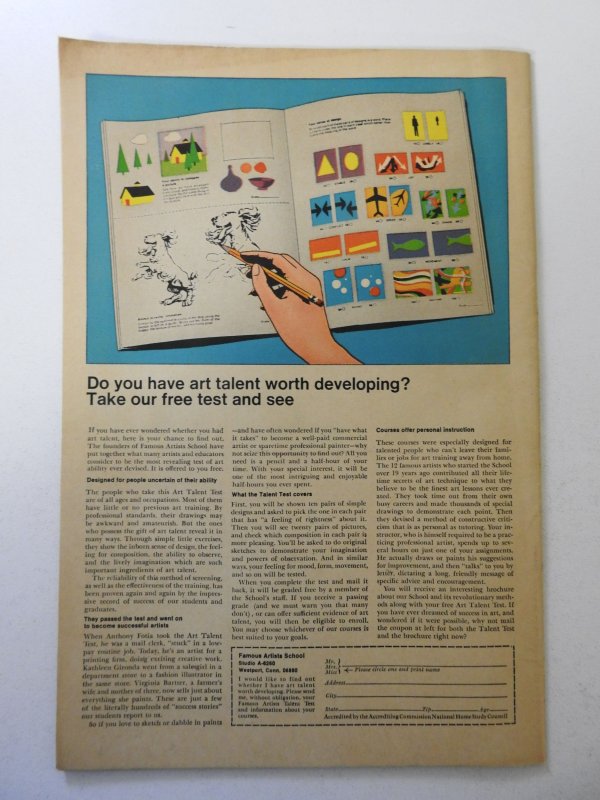 Do you have art talent worth developing?
Take our free test and see
If you have ever wondered whether you had
art talent, here is your chance to find out.
The founders of Famous Artists School have
put together what many artists and educators
consider to be the most revealing test of art
ability ever devised. It is offered to you free.
Designed for people uncertain of their ability
The people who take this Art Talent Test
are of all ages and occupations. Most of them
have little or no previous art training. By
professional standards, their drawings may
be awkward and amateurish. But the ones
who possess the gift of art talent reveal it in
many ways. Through simple little exercises,
they show the inborn sense of design, the feel-
ing for composition, the ability to observe,
and the lively imagination which are such
important ingredients of art talent.
The reliability of this method of screening,
as well as the effectiveness of the training, has
been proven again and again by the impres-
sive record of success of our students and
graduates.
They passed the test and went on
to become successful artists
When Anthony Fotia took the Art Talent
Test, he was a mail clerk, "stuck" in a low-
pay routine job. Today, he's an artist for a
printing firm, doing exciting creative work.
Kathleen Gironda went from a salesgirl in a
department store to a fashion illustrator in
the same store. Virginia Bartter, a farmer's
wife and mother of three, now sells just about
everything she paints. These are just a few
of the literally hundreds of "success stories"
our students report to us.
So if you love to sketch or dabble in paints
—and have often wondered if you "have what
it takes" to become a well-paid commercial
artist or sparetime professional painter—why
not seize this opportunity to find out? All you
need is a pencil and a half-hour of your
time. With your special interest, it will be
one of the most intriguing and enjoyable
half-hours you ever spent.
What the Talent Test covers
First, you will be shown ten pairs of simple
designs and asked to pick the one in each pair
that has "a feeling of rightness" about it.
Then you will see twenty pairs of pictures,
and check which composition in each pair is
more pleasing. You'll be asked to do original
sketches to demonstrate your imagination
and powers of observation. And in similar
ways, your feeling for mood, form, movement,
and so on will be tested.
When you complete the test and mail it
back, it will be graded free by a member of
the School's staff. If you receive a passing
grade (and we must warn you that many
don't), or can offer sufficient evidence of art
talent, you will then be eligible to enroll.
You may choose whichever of our courses is
best suited to your goals.
Courses offer personal instruction
These courses were especially designed for
talented people who can't leave their fami-
lies or jobs for art training away from home.
The 12 famous artists who started the School
over 19 years ago contributed all their life-
time secrets of art technique to what they
believe to be the finest art lessons ever cre-
ated. They took time out from their own
busy careers and made thousands of special
drawings to demonstrate each point. Then
they devised a method of constructive criti-
cism that is as personal as tutoring. Your in-
structor, who is himself required to be a prac-
ticing professional artist, spends up to sev-
eral hours on just one of your assignments.
He actually draws or paints his suggestions
for improvement, and then "talks" to you by
letter, dictating a long, friendly message of
specific advice and encouragement.
You will receive an interesting brochure
about our School and its revolutionary meth-
ods along with your free Art Talent Test. If
you have ever dreamed of success in art, and
wondered if it were possible, why not mail
the coupon at left for both the Talent Test
and the brochure right now?
Famous Artists School
Studio A-6260
Westport, Conn. 06880
I would like to find out
whether I have art talent
worth developing. Please send
me, without obligation, your
Famous Artists Talent Test
and information about your
courses.
Mr.
Mrs.
Miss Please circle one and print name
Address
City
State Zip Age
Accredited by the Accrediting Commission National Home Study Council